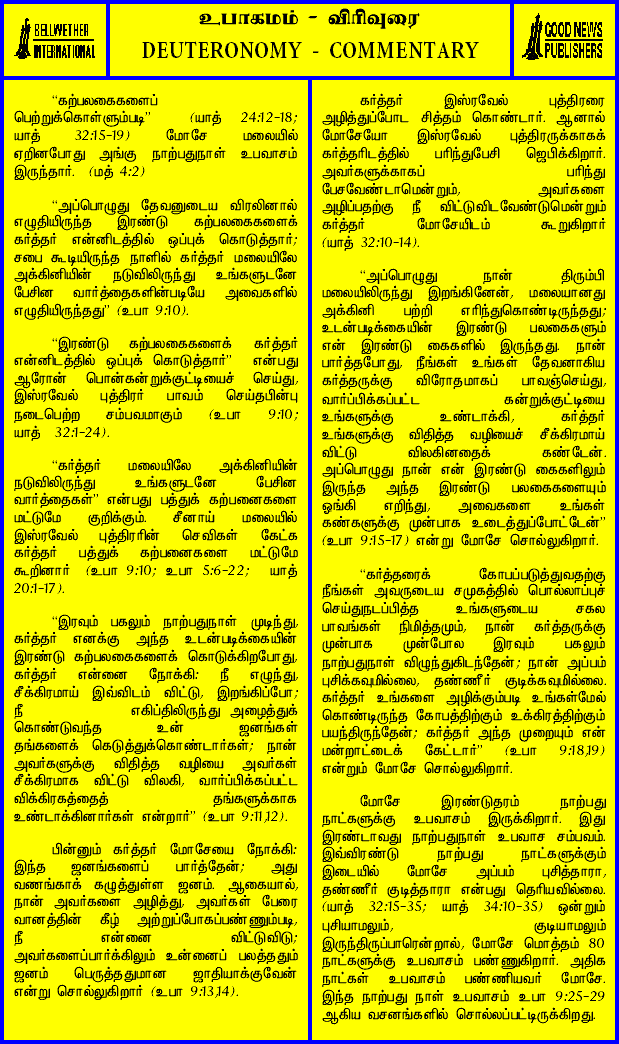 BELLWETHER
INTERNATIONAL
உபாகமம் - விரிவுரை
DEUTERONOMY - COMMENTARY
GOOD NEWS
PUBLISHERS
“கற்பலகைகளைப்
பெற்றுக்கொள்ளும்படி” (யாத் 24:12-18;
யாத் 32:15-19) மோசே மலையில்
ஏறினபோது அங்கு நாற்பதுநாள் உபவாசம்
இருந்தார். (மத் 4:2)
“அப்பொழுது தேவனுடைய விரலினால்
எழுதியிருந்த இரண்டு கற்பலகைகளைக்
கர்த்தர் என்னிடத்தில் ஒப்புக் கொடுத்தார்;
சபை கூடியிருந்த நாளில் கர்த்தர் மலையிலே
அக்கினியின் நடுவிலிருந்து உங்களுடனே
பேசின வார்த்தைகளின்படியே அவைகளில்
எழுதியிருந்தது” (உபா 9:10).
“இரண்டு கற்பலகைகளைக் கர்த்தர்
என்னிடத்தில் ஒப்புக் கொடுத்தார்” என்பது
ஆரோன் பொன்கன்றுக்குட்டியைச் செய்து,
இஸ்ரவேல் புத்திரர் பாவம் செய்தபின்பு
நடைபெற்ற சம்பவமாகும் (உபா 9:10;
யாத் 32:1-24).
“கர்த்தர் மலையிலே அக்கினியின்
நடுவிலிருந்து உங்களுடனே பேசின
வார்த்தைகள்” என்பது பத்துக் கற்பனைகளை
மட்டுமே குறிக்கும். சீனாய் மலையில்
இஸ்ரவேல் புத்திரரின் செவிகள் கேட்க
கர்த்தர் பத்துக் கற்பனைகளை மட்டுமே
கூறினார் (உபா 9:10; உபா 5:6-22; யாத்
20:1-17).
“இரவும் பகலும் நாற்பதுநாள் முடிந்து,
கர்த்தர் எனக்கு அந்த உடன்படிக்கையின்
இரண்டு கற்பலகைகளைக் கொடுக்கிறபோது,
கர்த்தர் என்னை நோக்கி: நீ எழுந்து,
சீக்கிரமாய் இவ்விடம் விட்டு, இறங்கிப்போ;
நீ எகிப்திலிருந்து அழைத்துக்
கொண்டுவந்த உன் ஜனங்கள்
தங்களைக் கெடுத்துக்கொண்டார்கள்; நான்
அவர்களுக்கு விதித்த வழியை அவர்கள்
சீக்கிரமாக விட்டு விலகி, வார்ப்பிக்கப்பட்ட
விக்கிரகத்தைத் தங்களுக்காக
உண்டாக்கினார்கள் என்றார்” (உபா 9:11,12).
பின்னும் கர்த்தர் மோசேயை நோக்கி:
இந்த ஜனங்களைப் பார்த்தேன்; அது
வணங்காக் கழுத்துள்ள ஜனம். ஆகையால்,
நான் அவர்களை அழித்து, அவர்கள் பேரை
வானத்தின் கீழ் அற்றுப்போகப்பண்ணும்படி,
நீ என்னை விட்டுவிடு;
அவர்களைப்பார்க்கிலும் உன்னைப் பலத்ததும்
ஜனம் பெருத்ததுமான ஜாதியாக்குவேன்
என்று சொல்லுகிறார் (உபா 9:13,14).
கர்த்தர் இஸ்ரவேல் புத்திரரை
அழித்துப்போட சித்தம் கொண்டார். ஆனால்
மோசேயோ இஸ்ரவேல் புத்திரருக்காகக்
கர்த்தரிடத்தில் பரிந்துபேசி ஜெபிக்கிறார்.
அவர்களுக்காகப் பரிந்து
பேசவேண்டாமென்றும், அவர்களை
அழிப்பதற்கு நீ விட்டுவிடவேண்டுமென்றும்
கர்த்தர் மோசேயிடம் கூறுகிறார்
(யாத் 32:10-14).
“அப்பொழுது நான் திரும்பி
மலையிலிருந்து இறங்கினேன், மலையானது
அக்கினி பற்றி எரிந்துகொண்டிருந்தது;
உடன்படிக்கையின் இரண்டு பலகைகளும்
என் இரண்டு கைகளில் இருந்தது. நான்
பார்த்தபோது, நீங்கள் உங்கள் தேவனாகிய
கர்த்தருக்கு விரோதமாகப் பாவஞ்செய்து,
வார்ப்பிக்கப்பட்ட கன்றுக்குட்டியை
உங்களுக்கு உண்டாக்கி, கர்த்தர்
உங்களுக்கு விதித்த வழியைச் சீக்கிரமாய்
விட்டு விலகினதைக் கண்டேன்.
அப்பொழுது நான் என் இரண்டு கைகளிலும்
இருந்த அந்த இரண்டு பலகைகளையும்
ஓங்கி எறிந்து, அவைகளை உங்கள்
கண்களுக்கு முன்பாக உடைத்துப்போட்டேன்”
(உபா 9:15-17) என்று மோசே சொல்லுகிறார்.
“கர்த்தரைக் கோபப்படுத்துவதற்கு
நீங்கள் அவருடைய சமுகத்தில் பொல்லாப்புச்
செய்துநடப்பித்த உங்களுடைய சகல
பாவங்கள் நிமித்தமும், நான் கர்த்தருக்கு
முன்பாக முன்போல இரவும் பகலும்
நாற்பதுநாள் விழுந்துகிடந்தேன்; நான் அப்பம்
புசிக்கவுமில்லை, தண்ணீர் குடிக்கவுமில்லை.
கர்த்தர் உங்களை அழிக்கும்படி உங்கள்மேல்
கொண்டிருந்த கோபத்திற்கும் உக்கிரத்திற்கும்
பயந்திருந்தேன்; கர்த்தர் அந்த முறையும் என்
மன்றாட்டைக் கேட்டார்” (உபா 9:18,19)
என்றும் மோசே சொல்லுகிறார்.
மோசே இரண்டுதரம் நாற்பது
நாட்களுக்கு உபவாசம் இருக்கிறார். இது
இரண்டாவது நாற்பதுநாள் உபவாச சம்பவம்.
இவ்விரண்டு நாற்பது நாட்களுக்கும்
இடையில் மோசே அப்பம் புசித்தாரா,
தண்ணீர் குடித்தாரா என்பது தெரியவில்லை.
(யாத் 32:15-35; யாத் 34:10-35) ஒன்றும்
புசியாமலும், குடியாமலும்
இருந்திருப்பாரென்றால், மோசே மொத்தம் 80
நாட்களுக்கு உபவாசம் பண்ணுகிறார். அதிக
நாட்கள் உபவாசம் பண்ணியவர் மோசே.
இந்த நாற்பது நாள் உபவாசம் உபா 9:25-29
ஆகிய வசனங்களில் சொல்லப்பட்டிருக்கிறது.